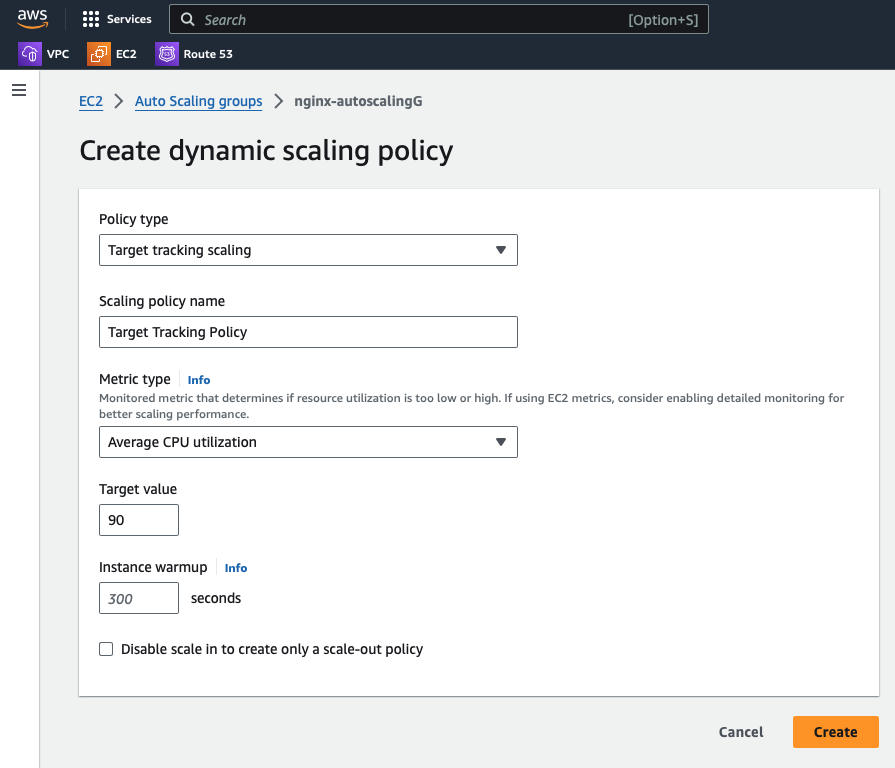 aws
Services
Search [Option+S]
VPC EC2 Route 53
EC2 > Auto Scaling groups > nginx-autoscalingG
Create dynamic scaling policy
Policy type
Target tracking scaling
Scaling policy name
Target Tracking Policy
Metric type Info
Monitored metric that determines if resource utilization is too low or high. If using EC2 metrics, consider enabling detailed monitoring for
better scaling performance.
Average CPU utilization
Target value
90
Instance warmup Info
300 seconds
Disable scale in to create only a scale-out policy
Cancel Create